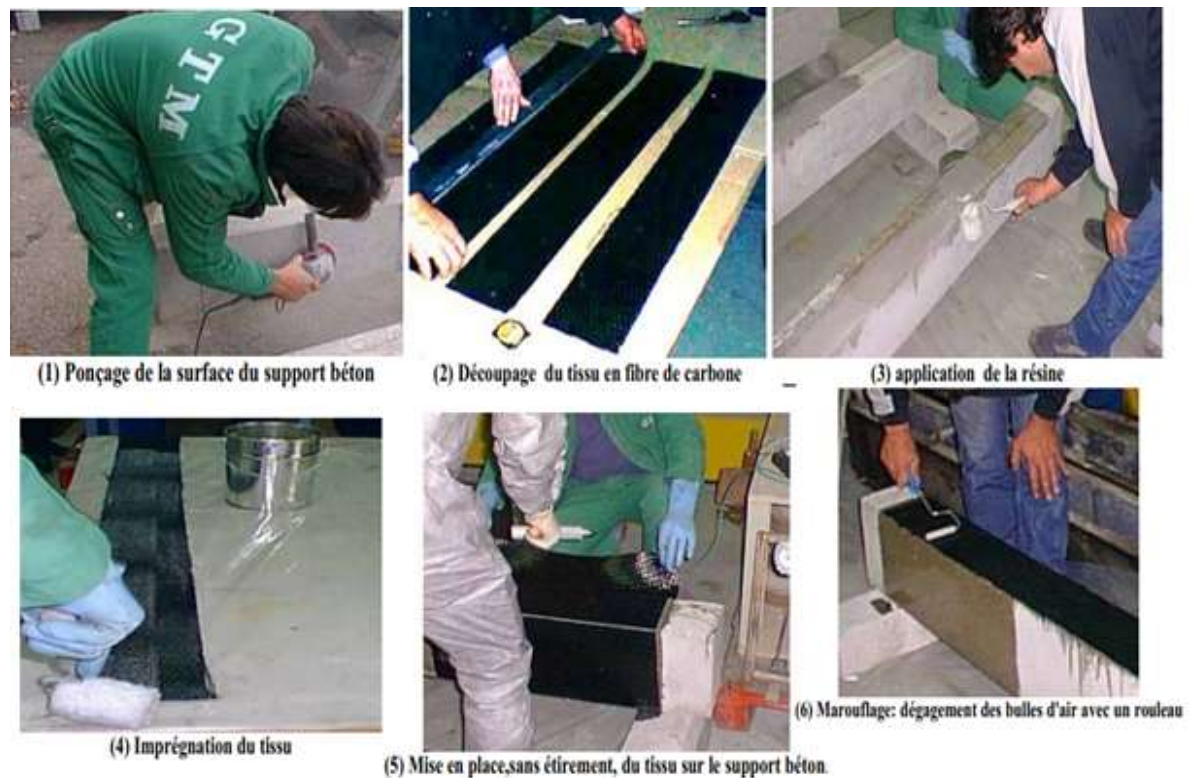 GTM
(1) Ponçage de la surface du support béton
(2) Découpage du tissu en fibre de carbone
(3) application de la résine
(4) Imprégnation du tissu
(5) Mise en place,sans étirement, du tissu sur le support béton.
(6) Marouflage: dégagement des bulles d'air avec un rouleau